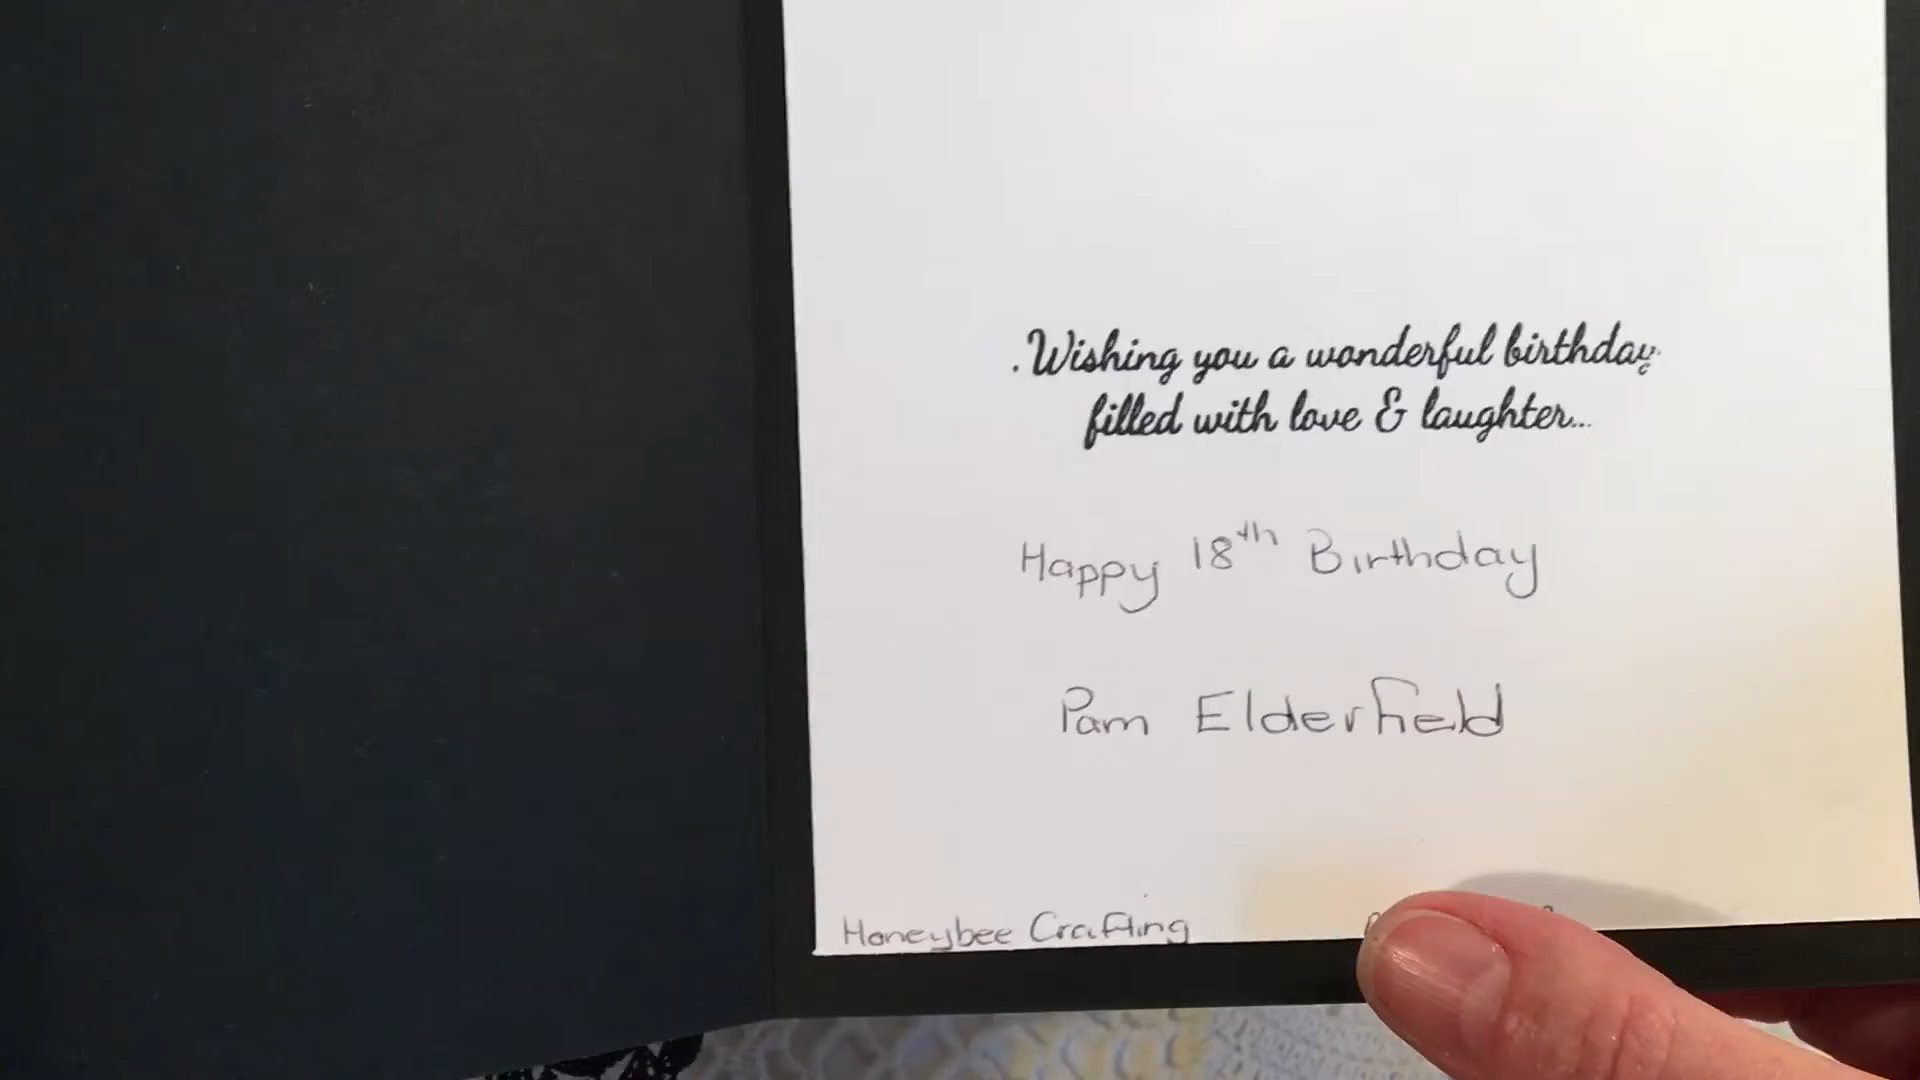 Wishing you a wonderful birthday
filled with love & laughter...
Happy 18th Birthday
Pam Elderfield
Honeybee Crafting